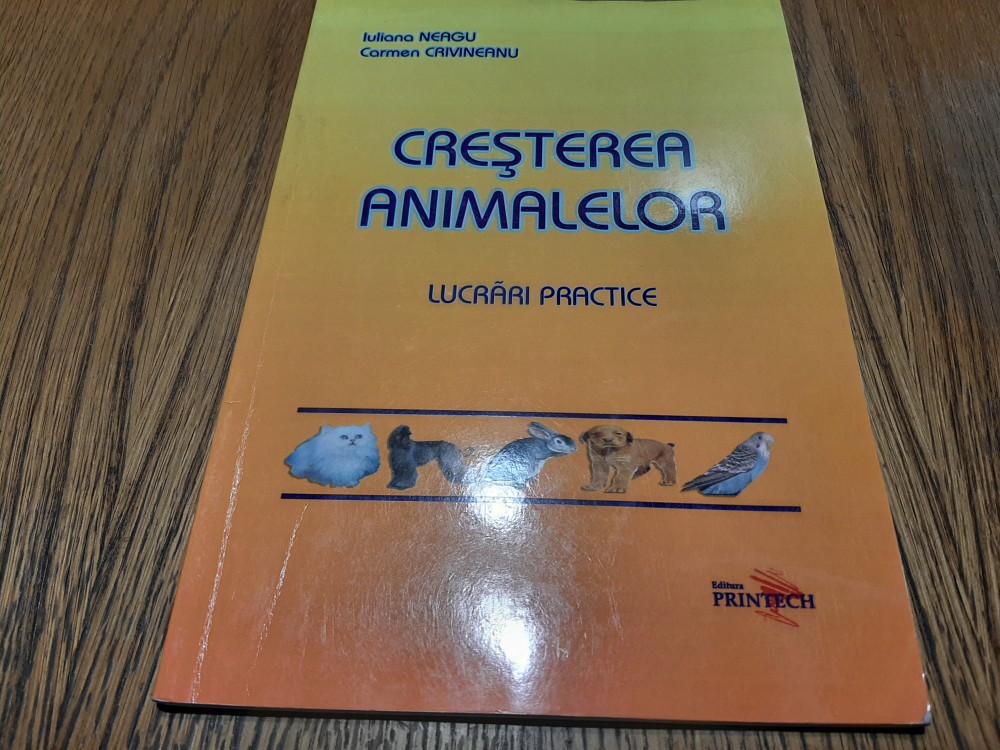 Iuliana NEAGU
Carmen CRIVINEANU
CREŞTEREA
ANIMALELOR
LUCRĂRI PRACTICE
Editura
PRINTECH